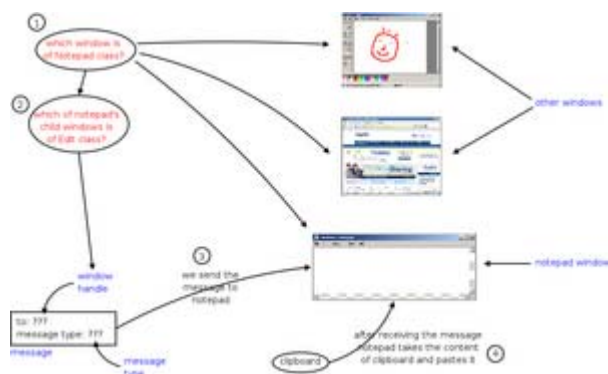 1
which window is
of Notepad class?
2
which of notepad's
child windows is
of Edit class?
other windows
3
we send the
message to
notepad
window
handle
notepad window
to: ???
message type: ???
message
message
type
clipboard
after receiving the message
notepad takes the content
of clipboard and pastes it
4